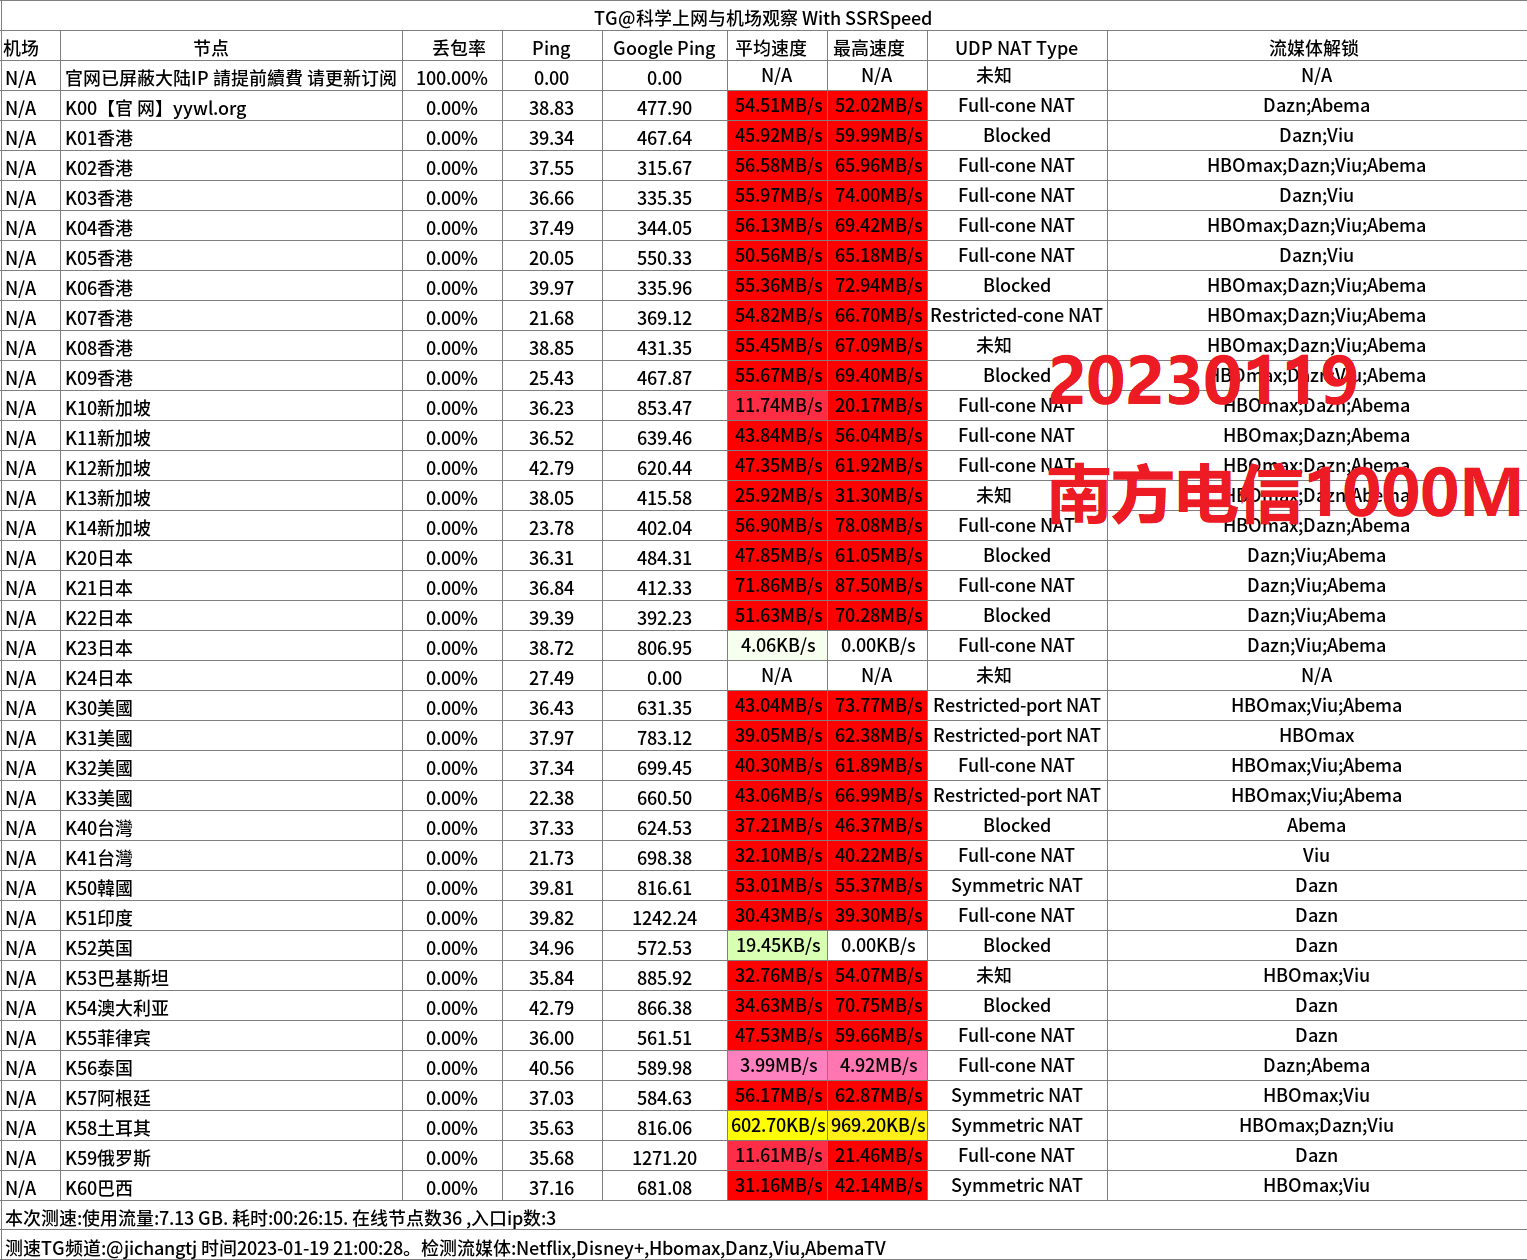 TG@科学上网与机场观察 With SSRSpeed
机场 节点 丢包率 Ping Google Ping 平均速度 最高速度 UDP NAT Type 流媒体解锁
N/A 官网已屏蔽大陆IP 請提前續費 请更新订阅 100.00% 0.00 0.00 N/A N/A 未知 N/A
N/A K00【官 网】yywl.org 0.00% 38.83 477.90 54.51MB/s 52.02MB/s Full-cone NAT Dazn;Abema
N/A K01香港 0.00% 39.34 467.64 45.92MB/s 59.99MB/s Blocked Dazn;Viu
N/A K02香港 0.00% 37.55 315.67 56.58MB/s 65.96MB/s Full-cone NAT HBOmax;Dazn;Viu;Abema
N/A K03香港 0.00% 36.66 335.35 55.97MB/s 74.00MB/s Full-cone NAT Dazn;Viu
N/A K04香港 0.00% 37.49 344.05 56.13MB/s 69.42MB/s Full-cone NAT HBOmax;Dazn;Viu;Abema
N/A K05香港 0.00% 20.05 550.33 50.56MB/s 65.18MB/s Full-cone NAT Dazn;Viu
N/A K06香港 0.00% 39.97 335.96 55.36MB/s 72.94MB/s Blocked HBOmax;Dazn;Viu;Abema
N/A K07香港 0.00% 21.68 369.12 54.82MB/s 66.70MB/s Restricted-cone NAT HBOmax;Dazn;Viu;Abema
N/A K08香港 0.00% 38.85 431.35 55.45MB/s 67.09MB/s 未知 HBOmax;Dazn;Viu;Abema
N/A K09香港 0.00% 25.43 467.87 55.67MB/s 69.40MB/s Blocked HBOmax;Dazn;Viu;Abema
20230119
N/A K10新加坡 0.00% 36.23 853.47 11.74MB/s 20.17MB/s Full-cone NAT HBOmax;Dazn;Abema
N/A K11新加坡 0.00% 36.52 639.46 43.84MB/s 56.04MB/s Full-cone NAT HBOmax;Dazn;Abema
N/A K12新加坡 0.00% 42.79 620.44 47.35MB/s 61.92MB/s Full-cone NAT HBOmax;Dazn;Abema
N/A K13新加坡 0.00% 38.05 415.58 25.92MB/s 31.30MB/s 未知 HBOmax;Dazn;Abema
南方电信1000M
N/A K14新加坡 0.00% 23.78 402.04 56.90MB/s 78.08MB/s Full-cone NAT HBOmax;Dazn;Abema
N/A K20日本 0.00% 36.31 484.31 47.85MB/s 61.05MB/s Blocked Dazn;Viu;Abema
N/A K21日本 0.00% 36.84 412.33 71.86MB/s 87.50MB/s Full-cone NAT Dazn;Viu;Abema
N/A K22日本 0.00% 39.39 392.23 51.63MB/s 70.28MB/s Blocked Dazn;Viu;Abema
N/A K23日本 0.00% 38.72 806.95 4.06KB/s 0.00KB/s Full-cone NAT Dazn;Viu;Abema
N/A K24日本 0.00% 27.49 0.00 N/A N/A 未知 N/A
N/A K30美國 0.00% 36.43 631.35 43.04MB/s 73.77MB/s Restricted-port NAT HBOmax;Viu;Abema
N/A K31美國 0.00% 37.97 783.12 39.05MB/s 62.38MB/s Restricted-port NAT HBOmax
N/A K32美國 0.00% 37.34 699.45 40.30MB/s 61.89MB/s Full-cone NAT HBOmax;Viu;Abema
N/A K33美國 0.00% 22.38 660.50 43.06MB/s 66.99MB/s Restricted-port NAT HBOmax;Viu;Abema
N/A K40台灣 0.00% 37.33 624.53 37.21MB/s 46.37MB/s Blocked Abema
N/A K41台灣 0.00% 21.73 698.38 32.10MB/s 40.22MB/s Full-cone NAT Viu
N/A K50韓國 0.00% 39.81 816.61 53.01MB/s 55.37MB/s Symmetric NAT Dazn
N/A K51印度 0.00% 39.82 1242.24 30.43MB/s 39.30MB/s Full-cone NAT Dazn
N/A K52英国 0.00% 34.96 572.53 19.45KB/s 0.00KB/s Blocked Dazn
N/A K53巴基斯坦 0.00% 35.84 885.92 32.76MB/s 54.07MB/s 未知 HBOmax;Viu
N/A K54澳大利亚 0.00% 42.79 866.38 34.63MB/s 70.75MB/s Blocked Dazn
N/A K55菲律宾 0.00% 36.00 561.51 47.53MB/s 59.66MB/s Full-cone NAT Dazn
N/A K56泰国 0.00% 40.56 589.98 3.99MB/s 4.92MB/s Full-cone NAT Dazn;Abema
N/A K57阿根廷 0.00% 37.03 584.63 56.17MB/s 62.87MB/s Symmetric NAT HBOmax;Viu
N/A K58土耳其 0.00% 35.63 816.06 602.70KB/s 969.20KB/s Symmetric NAT HBOmax;Dazn;Viu
N/A K59俄罗斯 0.00% 35.68 1271.20 11.61MB/s 21.46MB/s Full-cone NAT Dazn
N/A K60巴西 0.00% 37.16 681.08 31.16MB/s 42.14MB/s Symmetric NAT HBOmax;Viu
本次测速:使用流量:7.13 GB. 耗时:00:26:15. 在线节点数36 ,入口ip数:3
测速TG频道:@jichangtj 时间2023-01-19 21:00:28。检测流媒体:Netflix,Disney+,Hbomax,Danz,Viu,AbemaTV